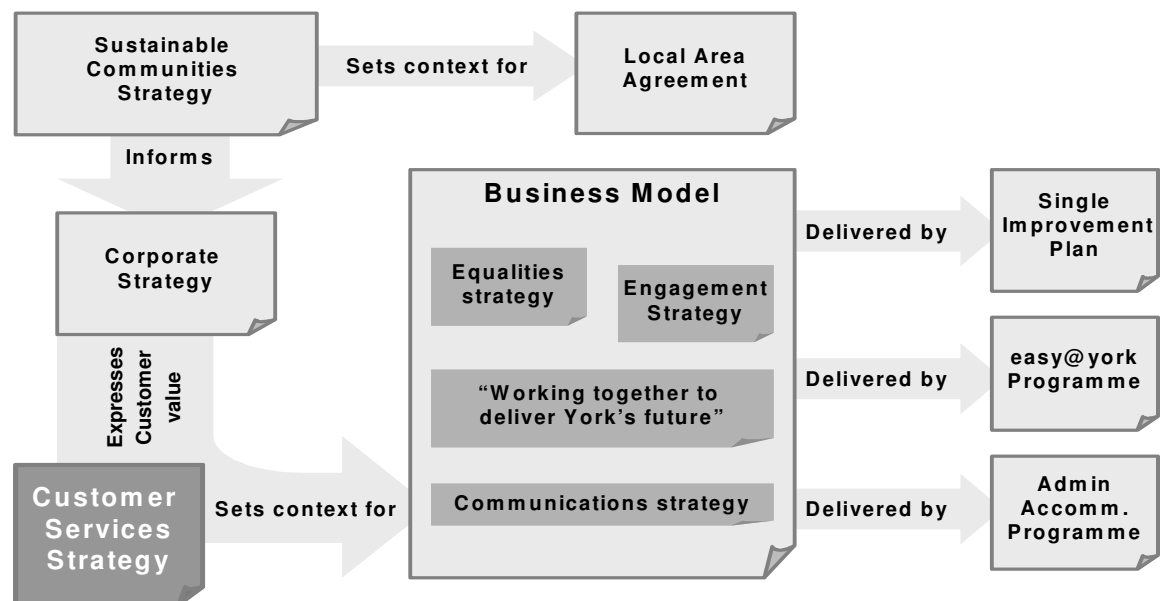 Sustainable
Communities
Strategy
Sets context for
Local Area
Agreement
Informs
Corporate
Strategy
Expresses
Customer
value
Customer
Services
Strategy
Sets context for
Business Model
Equalities
strategy
Engagement
Strategy
“Working together to
deliver York’s future”
Communications strategy
Delivered by
Single
Improvement
Plan
Delivered by
easy@york
Programme
Delivered by
Admin
Accomm.
Programme